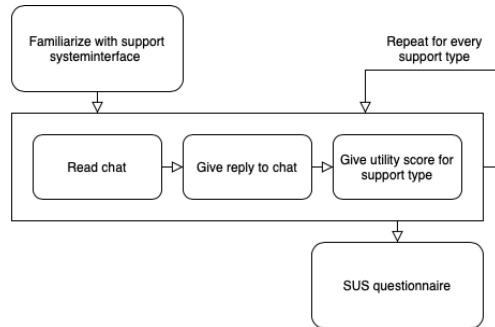 Familiarize with support
systeminterface
Repeat for every
support type
Read chat
Give reply to chat
Give utility score for
support type
SUS questionnaire